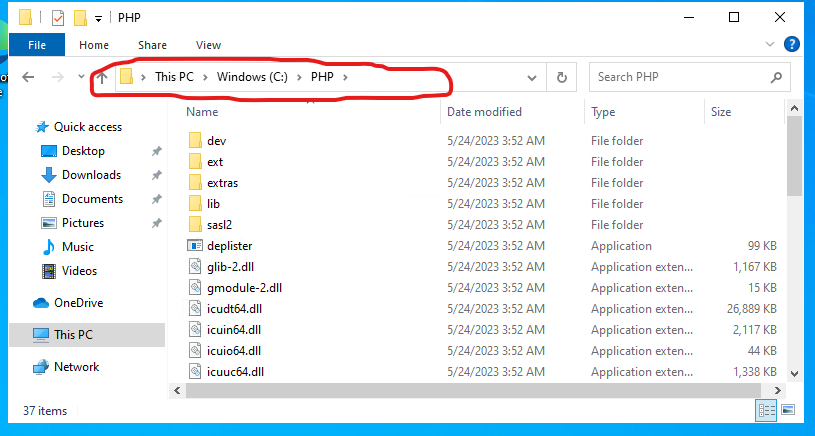 PHP
File Home Share View
This PC Windows (C:) PHP Search PHP
Name Date modified Type Size
Quick access
Desktop
Downloads
Documents
Pictures
Music
Videos
OneDrive
This PC
Network
dev 5/24/2023 3:52 AM File folder
ext 5/24/2023 3:52 AM File folder
extras 5/24/2023 3:52 AM File folder
lib 5/24/2023 3:52 AM File folder
sasl2 5/24/2023 3:52 AM File folder
deplister 5/24/2023 3:52 AM Application 99 KB
glib-2.dll 5/24/2023 3:52 AM Application exten... 1,167 KB
gmodule-2.dll 5/24/2023 3:52 AM Application exten... 15 KB
icudt64.dll 5/24/2023 3:52 AM Application exten... 26,889 KB
icuin64.dll 5/24/2023 3:52 AM Application exten... 2,117 KB
icuio64.dll 5/24/2023 3:52 AM Application exten... 44 KB
icuuc64.dll 5/24/2023 3:52 AM Application exten... 1,338 KB
37 items